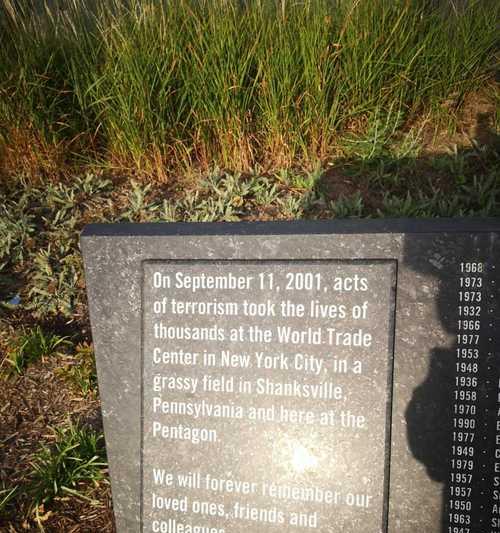 On September 11, 2001, acts
of terrorism took the lives of
thousands at the World Trade
Center in New York City, in a
grassy field in Shanksville,
Pennsylvania and here at the
Pentagon.
We will forever remember our
loved ones, friends and
colleagues
1968 ·
1973 ·
1973 ·
1932 ·
1966 ·
1977 ·
1953 ·
1948 ·
1936 ·
1958 ·
1970 ·
1990 ·
1977 ·
1949 ·
1979 ·
1957 ·
1957 ·
1950 ·
1963 ·
1947